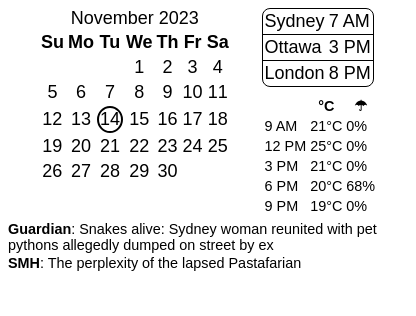 November 2023
Su Mo Tu We Th Fr Sa
1 2 3 4
5 6 7 8 9 10 11
12 13 14 15 16 17 18
19 20 21 22 23 24 25
26 27 28 29 30
Sydney 7 AM
Ottawa 3 PM
London 8 PM
°C ☂
9 AM 21°C 0%
12 PM 25°C 0%
3 PM 21°C 0%
6 PM 20°C 68%
9 PM 19°C 0%
Guardian: Snakes alive: Sydney woman reunited with pet
pythons allegedly dumped on street by ex
SMH: The perplexity of the lapsed Pastafarian